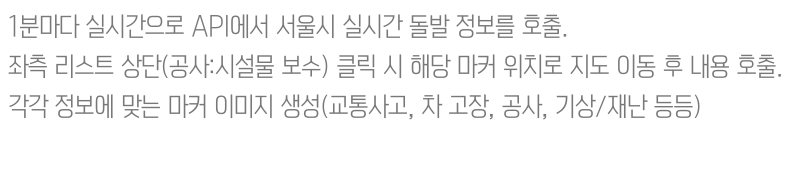 1분마다 실시간으로 API에서 서울시 실시간 돌발 정보를 호출.
좌측 리스트 상단(공사:시설물 보수) 클릭 시 해당 마커 위치로 지도 이동 후 내용 호출.
각각 정보에 맞는 마커 이미지 생성(교통사고, 차 고장, 공사, 기상/재난 등등)